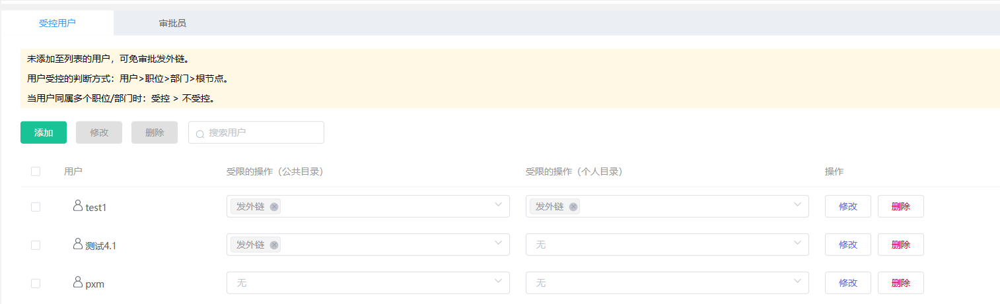 受控用户 审批员
未添加至列表的用户，可免审批发外链。
用户受控的判断方式：用户>职位>部门>根节点。
当用户同属多个职位/部门时：受控 > 不受控。
添加 修改 删除 搜索用户
用户 受限的操作（公共目录） 受限的操作（个人目录） 操作
test1 发外链 发外链 修改 删除
测试4.1 发外链 无 修改 删除
pxm 无 无 修改 删除